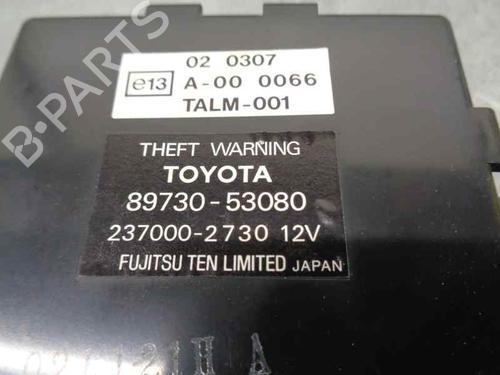 B-PARTS
02 0307
e13 A-00 0066
TALM-001
THEFT WARNING
TOYOTA
89730-53080
237000-2730 12V
FUJITSU TEN LIMITED JAPAN